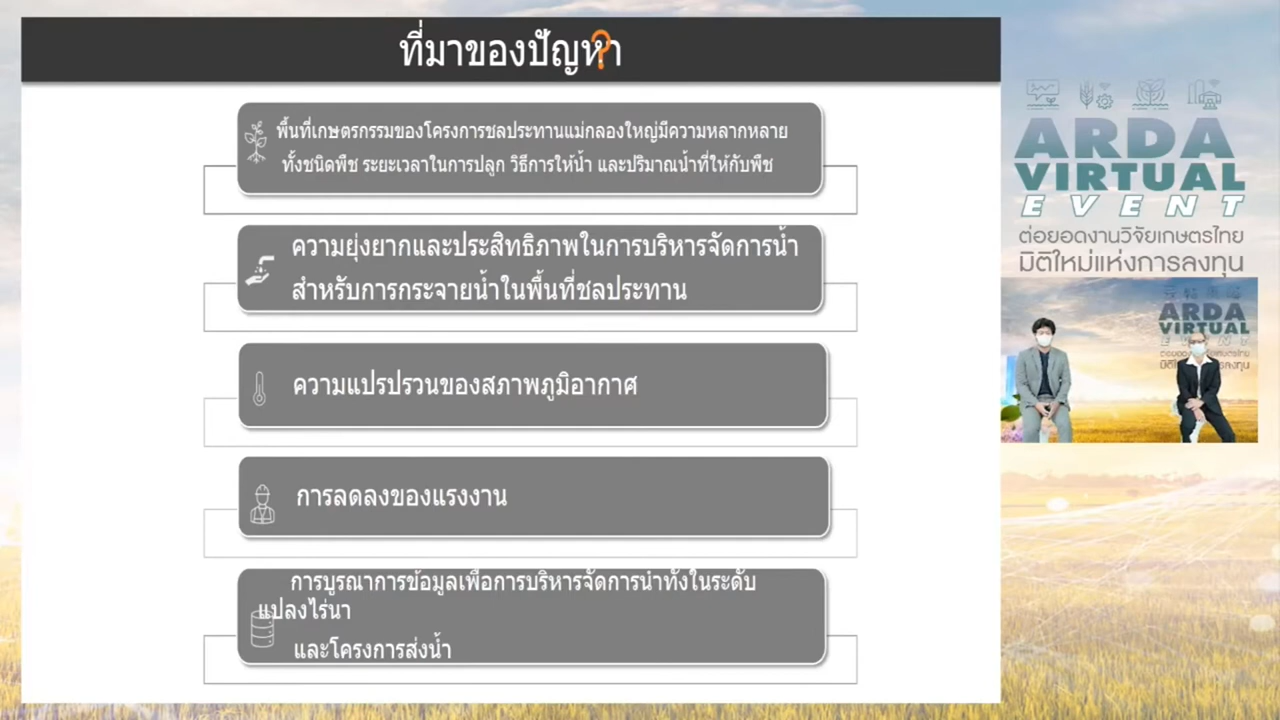 ที่มาของปัญหา
?
พื้นที่เกษตรกรรมของโครงการชลประทานแม่กลองใหญ่มีความหลากหลาย
ทั้งชนิดพืช ระยะเวลาในการปลูก วิธีการให้น้ำ และปริมาณน้ำที่ให้กับพืช
ความยุ่งยากและประสิทธิภาพในการบริหารจัดการน้ำ
สำหรับการกระจายน้ำในพื้นที่ชลประทาน
ความแปรปรวนของสภาพภูมิอากาศ
การลดลงของแรงงาน
การบูรณาการข้อมูลเพื่อการบริหารจัดการน้ำทั้งในระดับ
แปลงไร่นา
และโครงการส่งน้ำ
ARDA
VIRTUAL
EVENT
ต่อยอดงานวิจัยเกษตรไทย
มิติใหม่แห่งการลงทุน
ARDA
VIRTUAL